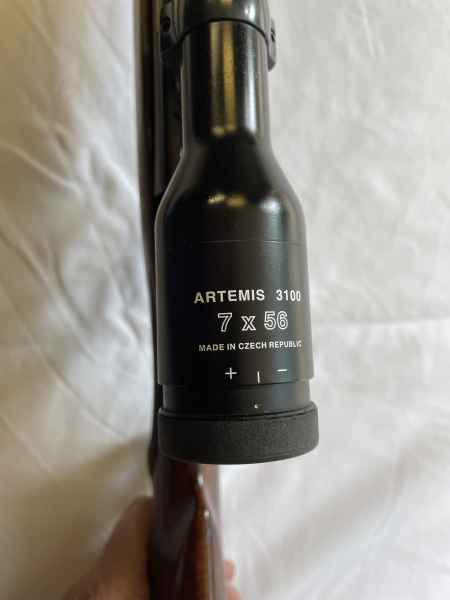 ARTEMIS 3100
7 x 56
MADE IN CZECH REPUBLIC
+ | −